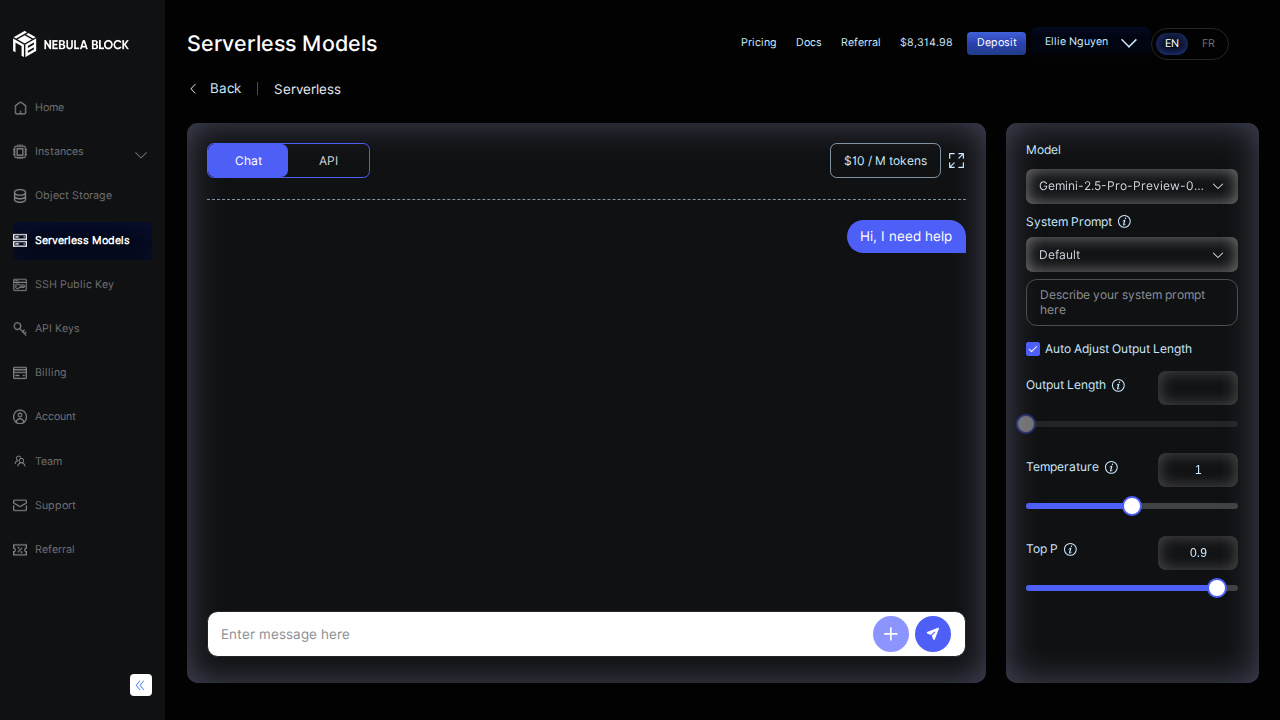 NEBULA BLOCK
Home
Instances
Object Storage
Serverless Models
SSH Public Key
API Keys
Billing
Account
Team
Support
Referral
Serverless Models
Pricing
Docs
Referral
$8,314.98
Deposit
Ellie Nguyen
EN
FR
Back
Serverless
Chat
API
$10 / M tokens
Hi, I need help
Enter message here
Model
Gemini-2.5-Pro-Preview-0...
System Prompt
Default
Describe your system prompt
here
Auto Adjust Output Length
Output Length
Temperature
1
Top P
0.9